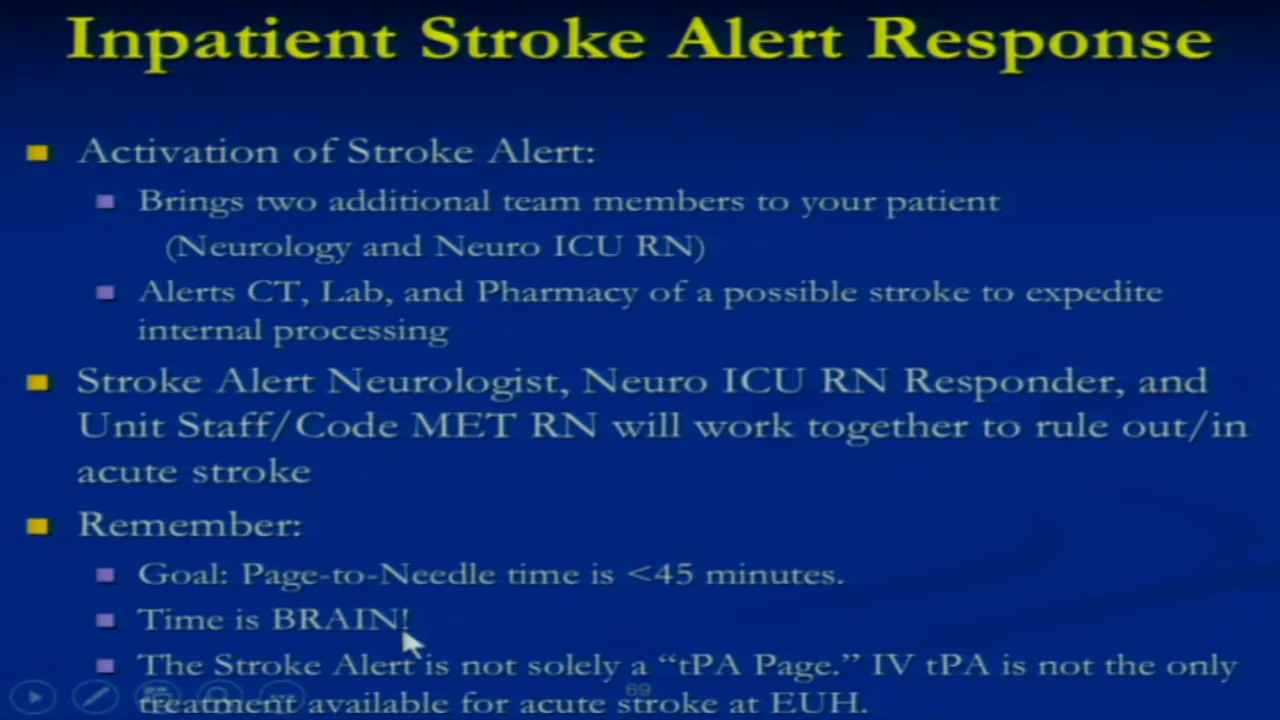 Inpatient Stroke Alert Response
Activation of Stroke Alert:
Brings two additional team members to your patient
(Neurology and Neuro ICU RN)
Alerts CT, Lab, and Pharmacy of a possible stroke to expedite
internal processing
Stroke Alert Neurologist, Neuro ICU RN Responder, and
Unit Staff/Code MET RN will work together to rule out/in
acute stroke
Remember:
Goal: Page-to-Needle time is <45 minutes.
Time is BRAIN!
The Stroke Alert is not solely a “tPA Page.” IV tPA is not the only
treatment available for acute stroke at EUH.
69